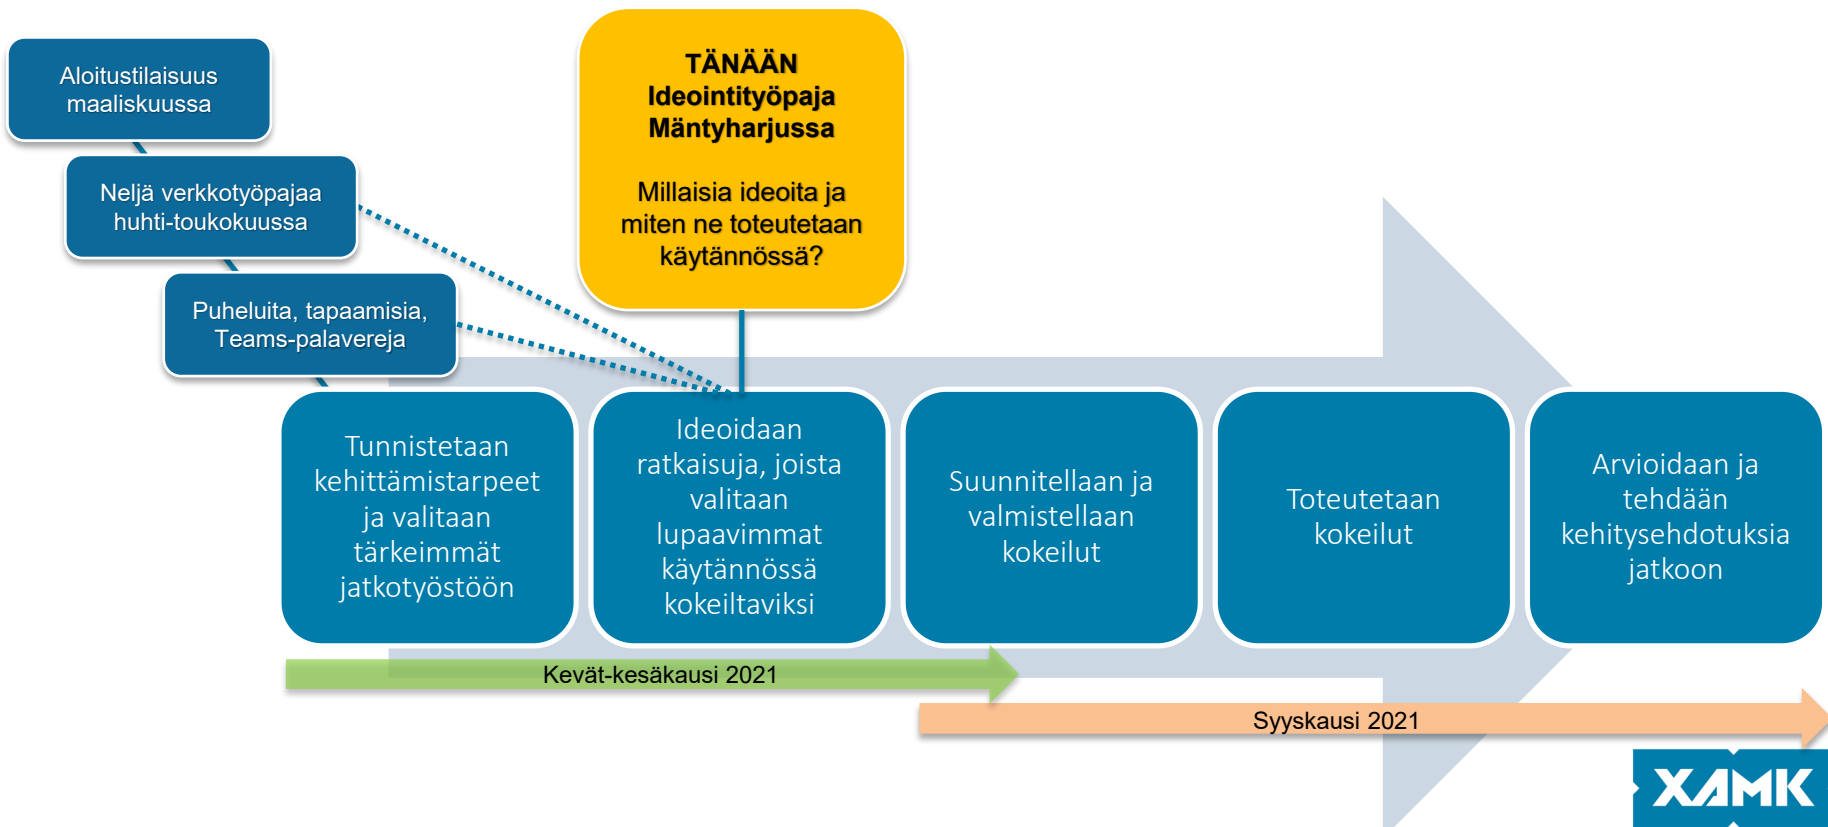 Aloitustilaisuus
maaliskuussa
Neljä verkkotyöpajaa
huhti-toukokuussa
Puheluita, tapaamisia,
Teams-palavereja
TÄNÄÄN
Ideointityöpaja
Mäntyharjussa
Millaisia ideoita ja
miten ne toteutetaan
käytännössä?
Tunnistetaan
kehittämistarpeet
ja valitaan
tärkeimmät
jatkotyöstöön
Ideoidaan
ratkaisuja, joista
valitaan
lupaavimmat
käytännössä
kokeiltaviksi
Suunnitellaan ja
valmistellaan
kokeilut
Toteutetaan
kokeilut
Arvioidaan ja
tehdään
kehitysehdotuksia
jatkoon
Kevät-kesäkausi 2021
Syyskausi 2021
XAMK